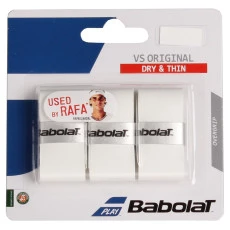 VS ORIGINAL
DRY & THIN
USED
BY
RAFA*
BabolaT
BabolaT
BabolaT
OVERGRIP
PLAY
BabolaT